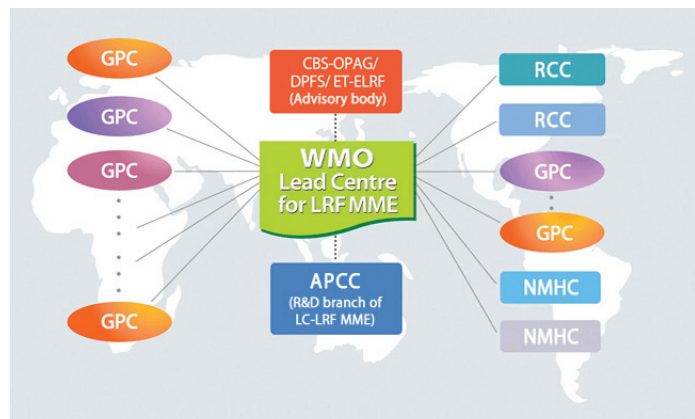 GPC
GPC
GPC
GPC
CBS-OPAG/
DPFS/ ET-ELRF
(Advisory body)
WMO
Lead Centre
for LRF MME
APCC
(R&D branch of
LC-LRF MME)
RCC
RCC
GPC
GPC
NMHC
NMHC